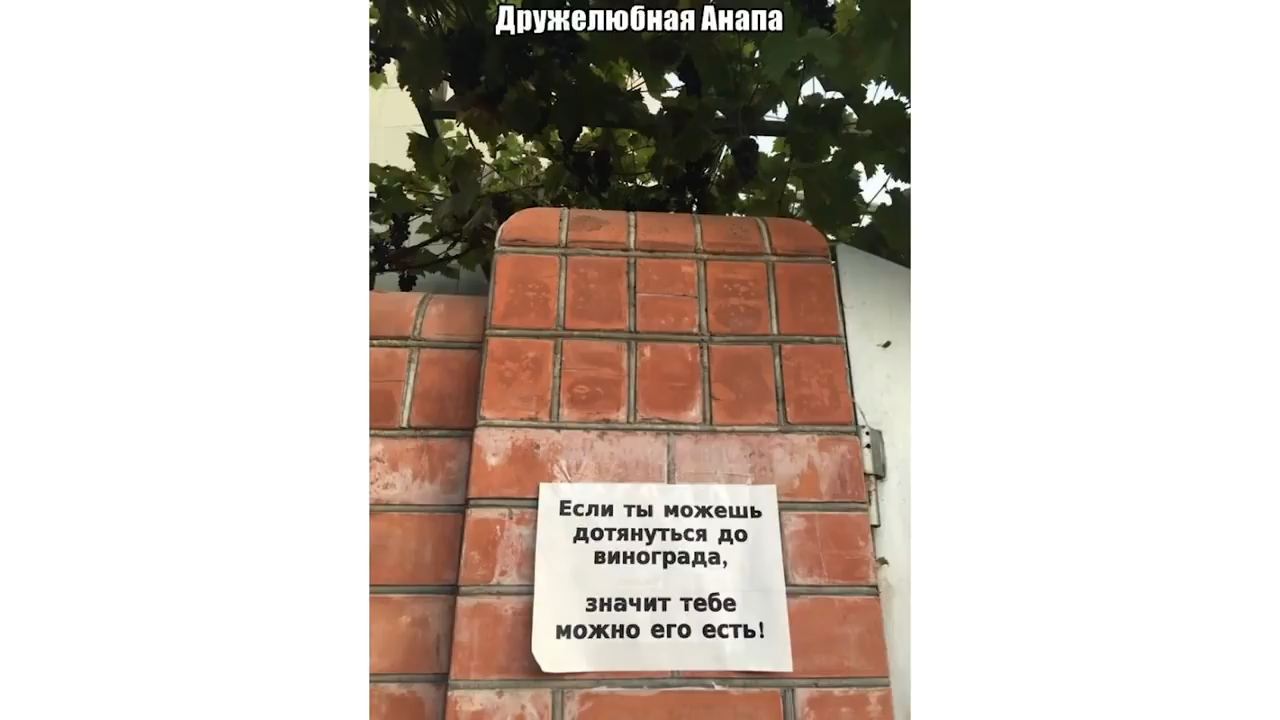 Дружелюбная Анапа
Если ты можешь
дотянуться до
винограда,
значит тебе
можно его есть!